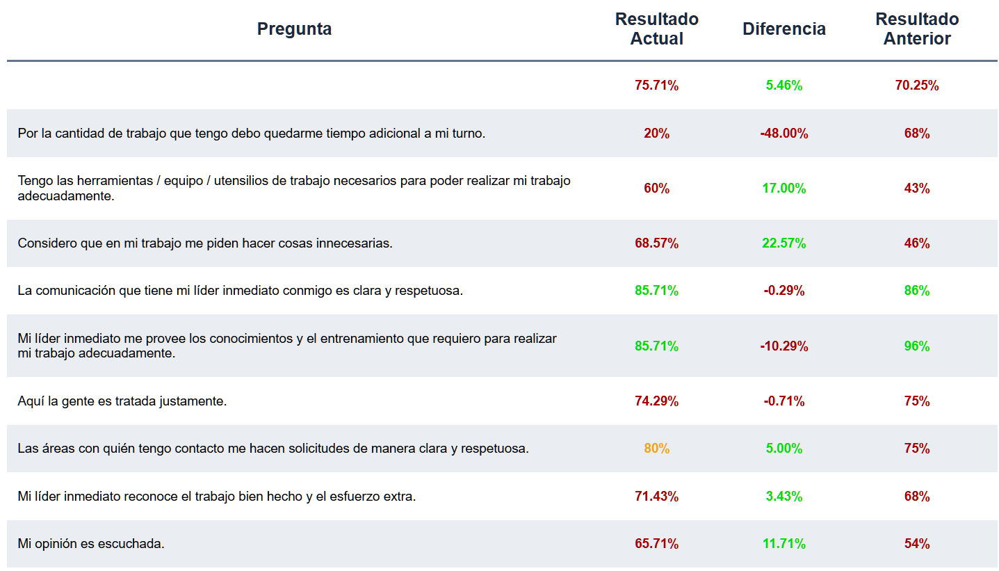 Pregunta Resultado Actual Diferencia Resultado Anterior
75.71% 5.46% 70.25%
Por la cantidad de trabajo que tengo debo quedarme tiempo adicional a mi turno. 20% -48.00% 68%
Tengo las herramientas / equipo / utensilios de trabajo necesarios para poder realizar mi trabajo
adecuadamente. 60% 17.00% 43%
Considero que en mi trabajo me piden hacer cosas innecesarias. 68.57% 22.57% 46%
La comunicación que tiene mi líder inmediato conmigo es clara y respetuosa. 85.71% -0.29% 86%
Mi líder inmediato me provee los conocimientos y el entrenamiento que requiero para realizar
mi trabajo adecuadamente. 85.71% -10.29% 96%
Aquí la gente es tratada justamente. 74.29% -0.71% 75%
Las áreas con quién tengo contacto me hacen solicitudes de manera clara y respetuosa. 80% 5.00% 75%
Mi líder inmediato reconoce el trabajo bien hecho y el esfuerzo extra. 71.43% 3.43% 68%
Mi opinión es escuchada. 65.71% 11.71% 54%